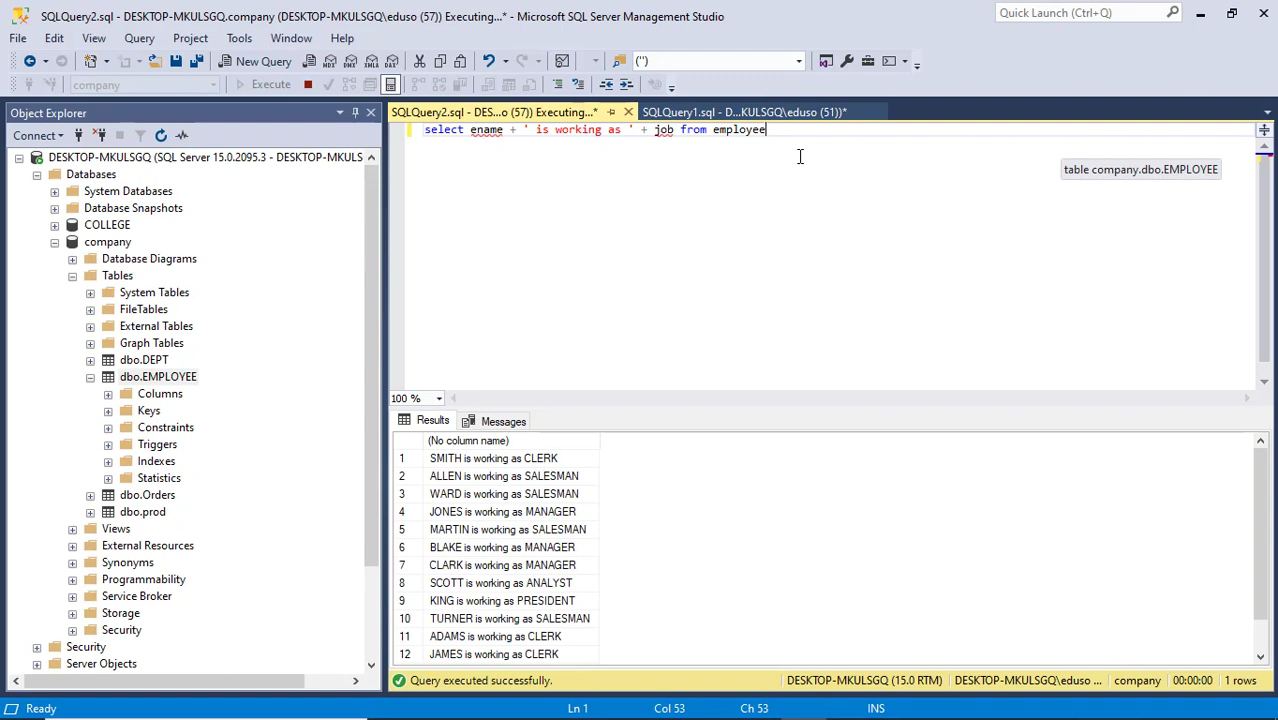 SQLQuery2.sql - DESKTOP-MKULSGQ.company (DESKTOP-MKULSGQ\eduso (57)) Executing...* - Microsoft SQL Server Management Studio
Quick Launch (Ctrl+Q)
File Edit View Query Project Tools Window Help
New Query MDX DMX XMLA DAX ('')
company Execute
Object Explorer
SQLQuery2.sql - DES...o (57)) Executing...* SQLQuery1.sql - D...KULSGQ\eduso (51))*
Connect
select ename + ' is working as ' + job from employee
table company.dbo.EMPLOYEE
DESKTOP-MKULSGQ (SQL Server 15.0.2095.3 - DESKTOP-MKULS
Databases
System Databases
Database Snapshots
COLLEGE
company
Database Diagrams
Tables
System Tables
FileTables
External Tables
Graph Tables
dbo.DEPT
dbo.EMPLOYEE
Columns
Keys
Constraints
Triggers
Indexes
Statistics
dbo.Orders
dbo.prod
Views
External Resources
Synonyms
Programmability
Service Broker
Storage
Security
Security
Server Objects
100 %
Results Messages
(No column name)
1 SMITH is working as CLERK
2 ALLEN is working as SALESMAN
3 WARD is working as SALESMAN
4 JONES is working as MANAGER
5 MARTIN is working as SALESMAN
6 BLAKE is working as MANAGER
7 CLARK is working as MANAGER
8 SCOTT is working as ANALYST
9 KING is working as PRESIDENT
10 TURNER is working as SALESMAN
11 ADAMS is working as CLERK
12 JAMES is working as CLERK
Query executed successfully. DESKTOP-MKULSGQ (15.0 RTM) DESKTOP-MKULSGQ\eduso ... company 00:00:00 1 rows
Ready Ln 1 Col 53 Ch 53 INS